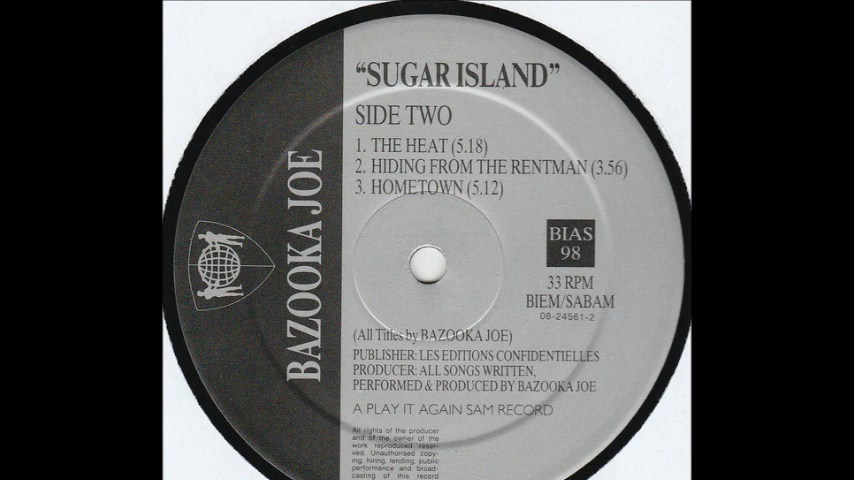 BAZOOKA JOE
“SUGAR ISLAND”
SIDE TWO
1. THE HEAT (5.18)
2. HIDING FROM THE RENTMAN (3.56)
3. HOMETOWN (5.12)
BIAS
98
33 RPM
BIEM/SABAM
08-24561-2
(All Titles by BAZOOKA JOE)
PUBLISHER: LES EDITIONS CONFIDENTIELLES
PRODUCER: ALL SONGS WRITTEN,
PERFORMED & PRODUCED BY BAZOOKA JOE
A PLAY IT AGAIN SAM RECORD
All rights of the producer
and of the owner of the
work reproduced reser-
ved. Unauthorised copy-
ing, hiring, lending, public
performance and broad-
casting of this record